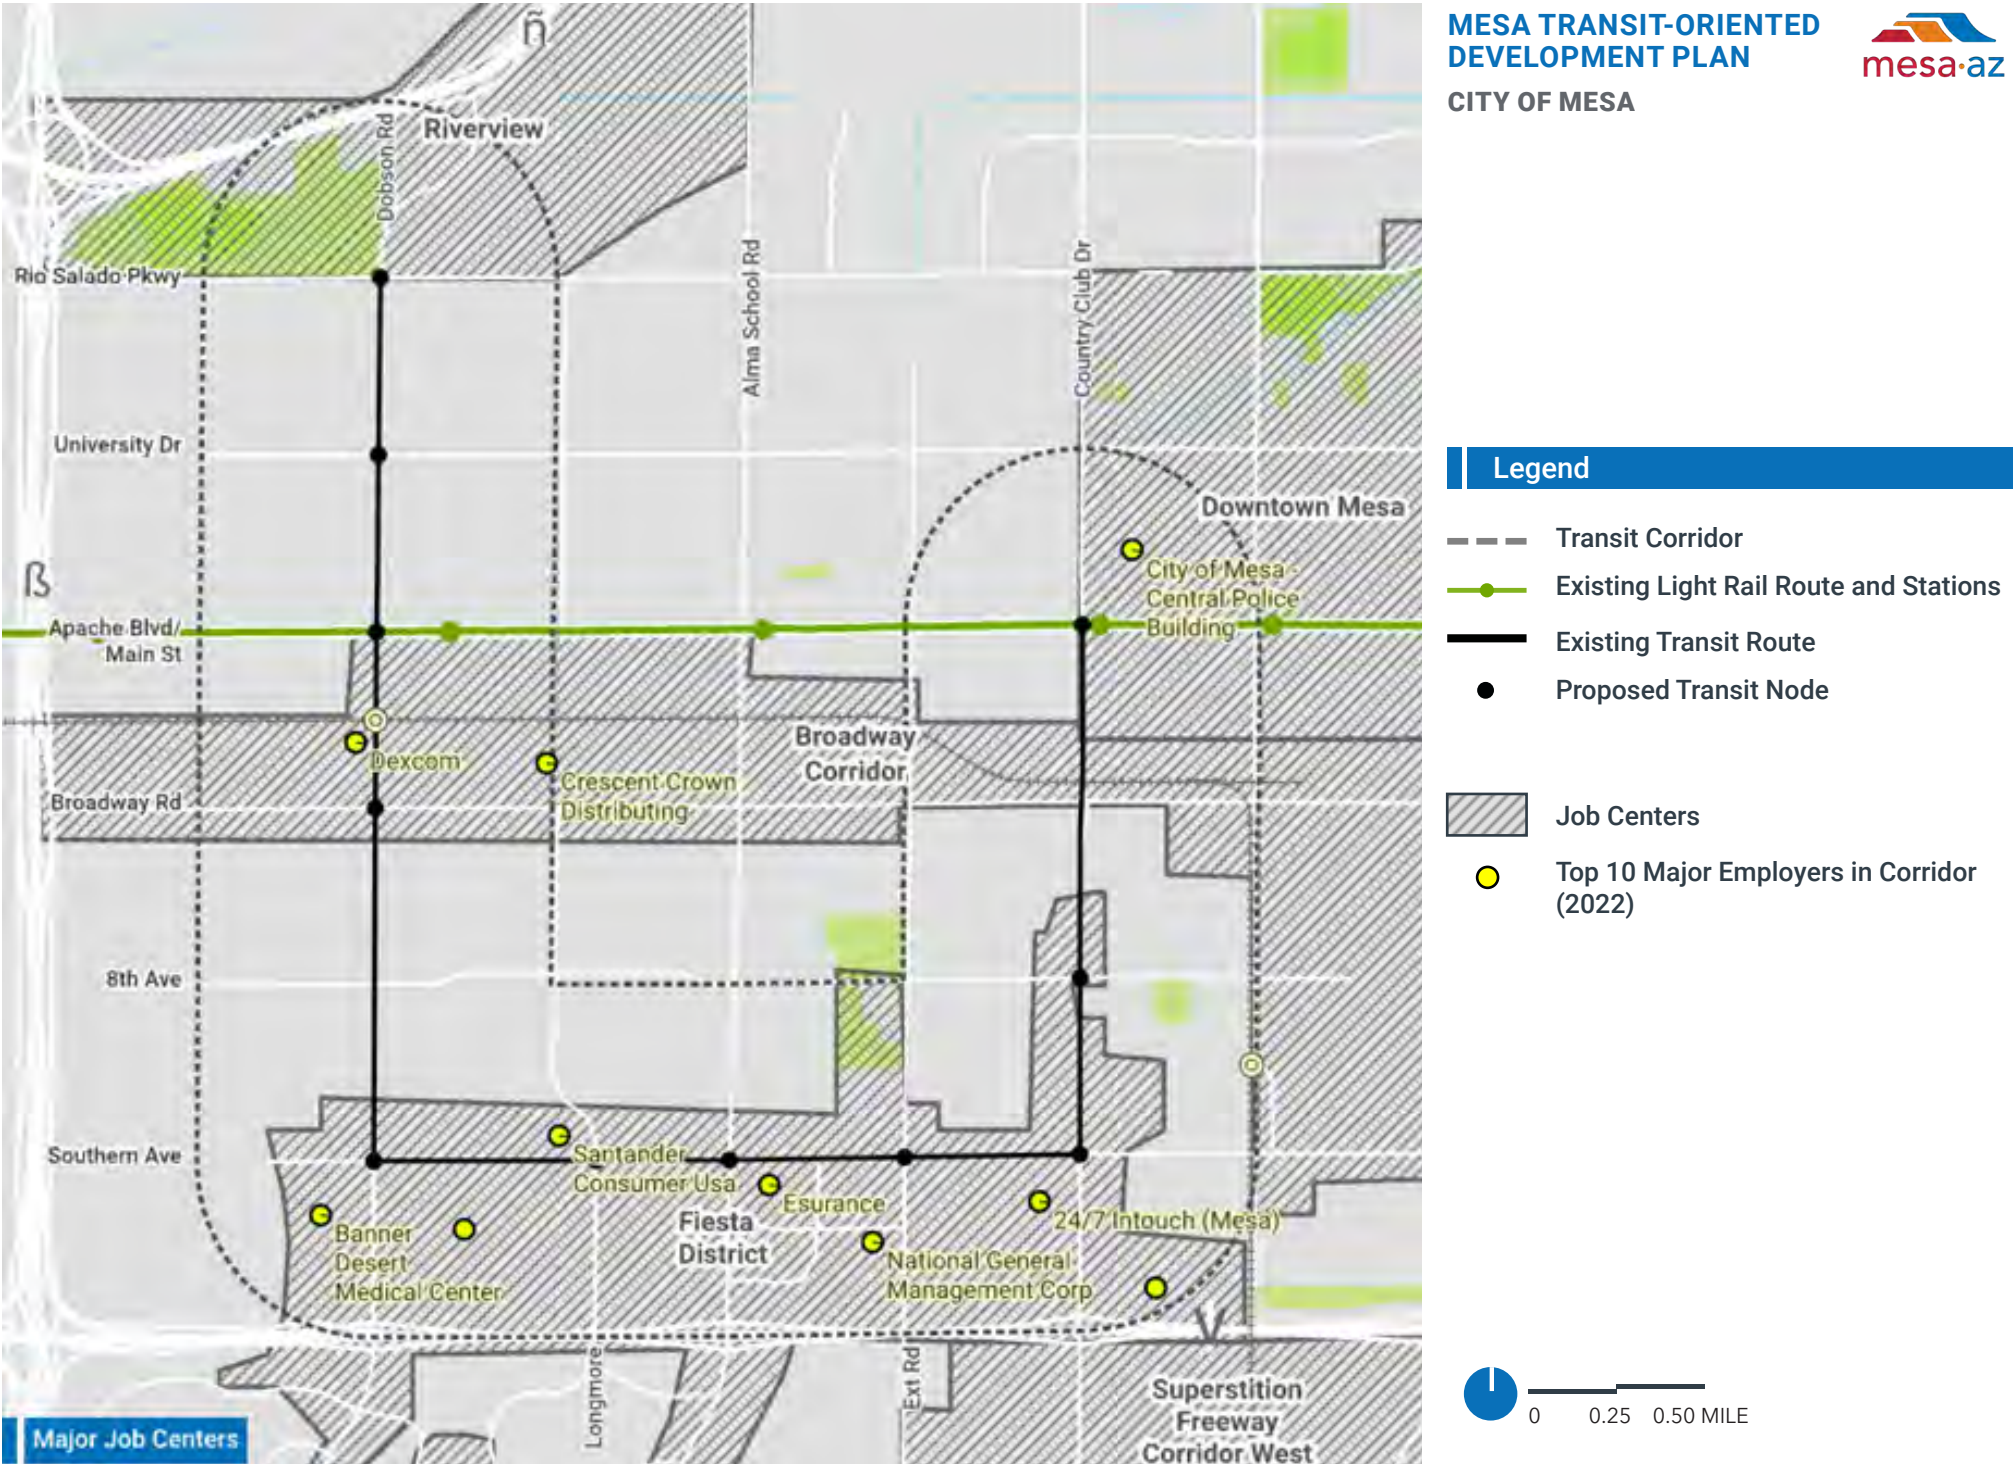 ñ
Riverview
Dobson Rd
Rio Salado Pkwy
Alma School Rd
Country Club Dr
University Dr
Downtown Mesa
City of Mesa -
Central Police
Building
ß
Apache Blvd/
Main St
Broadway
Corridor
Dexcom
Crescent Crown
Distributing
Broadway Rd
8th Ave
Southern Ave
Santander
Consumer Usa
Esurance
24/7 Intouch (Mesa)
Banner
Desert
Medical Center
Fiesta
District
National General
Management Corp
Longmore
Ext Rd
Superstition
Freeway
Corridor West
Major Job Centers
MESA TRANSIT-ORIENTED
DEVELOPMENT PLAN
CITY OF MESA
mesa·az
Legend
Transit Corridor
Existing Light Rail Route and Stations
Existing Transit Route
Proposed Transit Node
Job Centers
Top 10 Major Employers in Corridor
(2022)
0 0.25 0.50 MILE